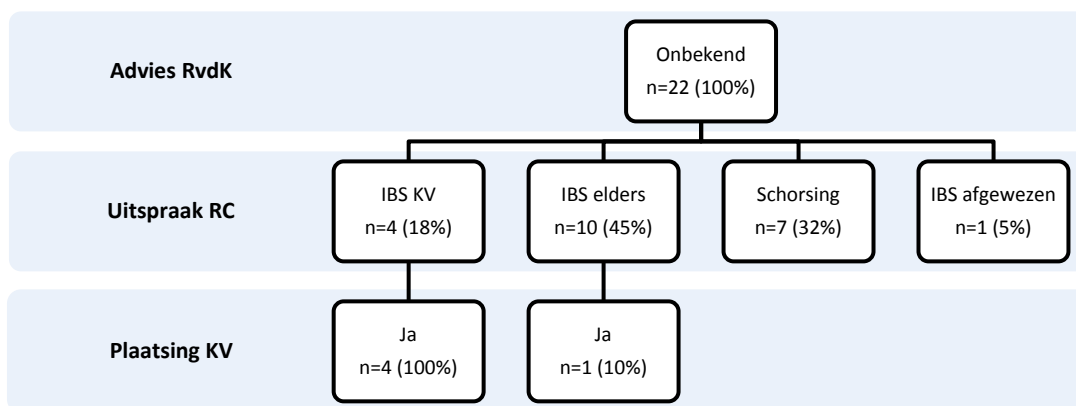 Advies RvdK
Onbekend
n=22 (100%)
Uitspraak RC
IBS KV
n=4 (18%)
IBS elders
n=10 (45%)
Schorsing
n=7 (32%)
IBS afgewezen
n=1 (5%)
Plaatsing KV
Ja
n=4 (100%)
Ja
n=1 (10%)